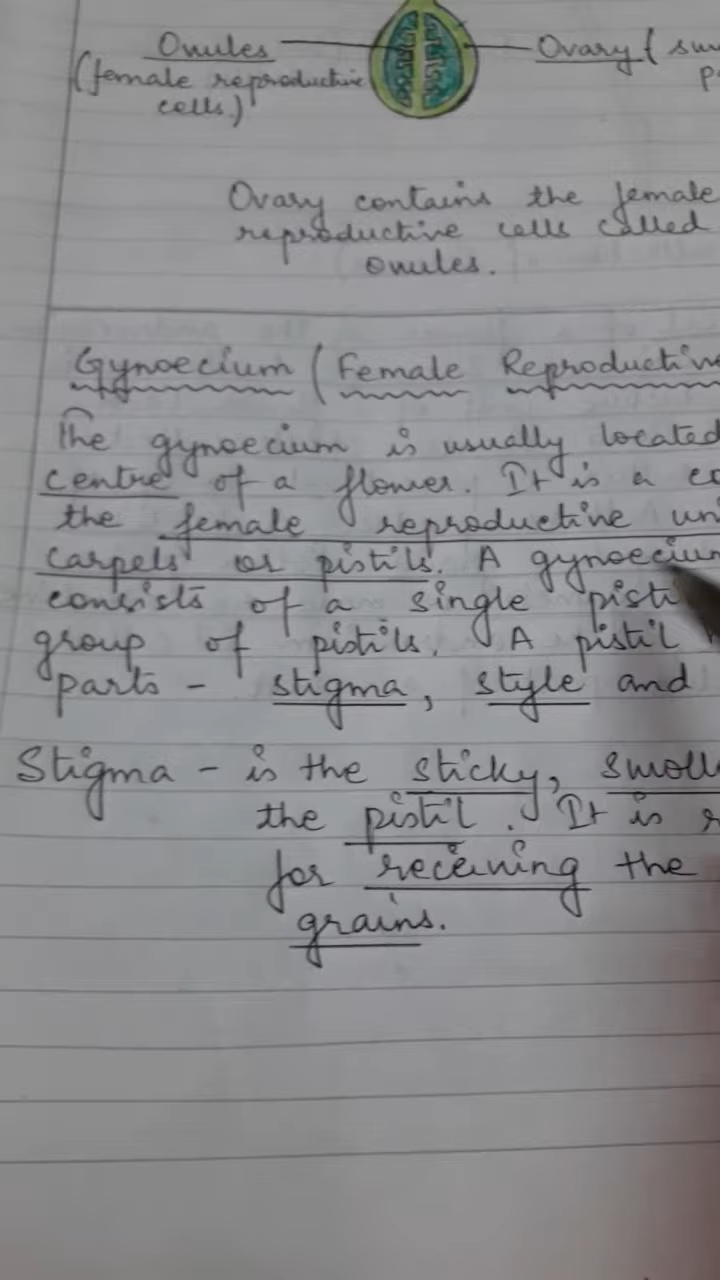 Ovules
Ovary (
(female reproductive
cells.)
Ovary contains the female
reproductive cells called
ovules.
Gynoecium (Female Reproductive
The gynoecium is usually located
centre of a flower. It is a
the female reproductive
carpels or pistils. A gynoecium
consists of a single
group of pistils. A pistil
parts - stigma, style and
Stigma - is the sticky,
the pistil. It is
for receiving the
grains.